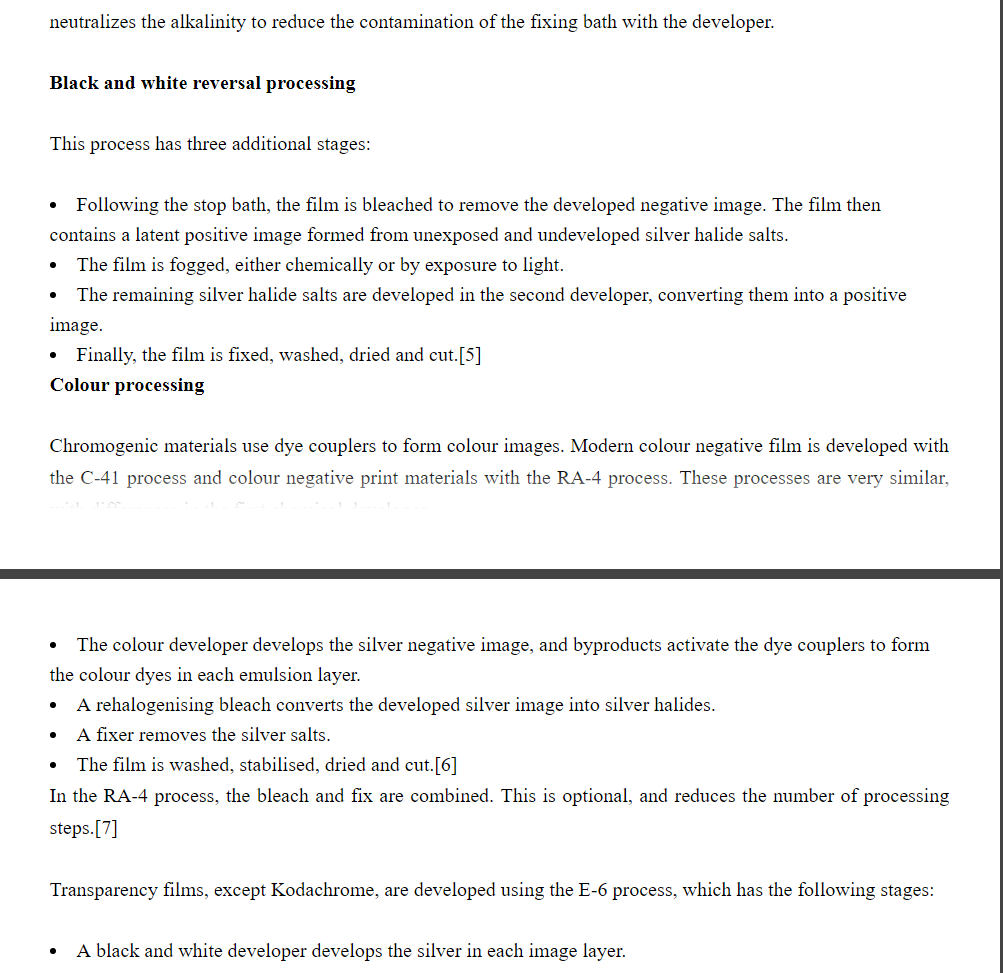 neutralizes the alkalinity to reduce the contamination of the fixing bath with the developer.
Black and white reversal processing
This process has three additional stages:
• Following the stop bath, the film is bleached to remove the developed negative image. The film then
contains a latent positive image formed from unexposed and undeveloped silver halide salts.
• The film is fogged, either chemically or by exposure to light.
• The remaining silver halide salts are developed in the second developer, converting them into a positive
image.
• Finally, the film is fixed, washed, dried and cut.[5]
Colour processing
Chromogenic materials use dye couplers to form colour images. Modern colour negative film is developed with
the C-41 process and colour negative print materials with the RA-4 process. These processes are very similar,
• The colour developer develops the silver negative image, and byproducts activate the dye couplers to form
the colour dyes in each emulsion layer.
• A rehalogenising bleach converts the developed silver image into silver halides.
• A fixer removes the silver salts.
• The film is washed, stabilised, dried and cut.[6]
In the RA-4 process, the bleach and fix are combined. This is optional, and reduces the number of processing
steps.[7]
Transparency films, except Kodachrome, are developed using the E-6 process, which has the following stages:
• A black and white developer develops the silver in each image layer.